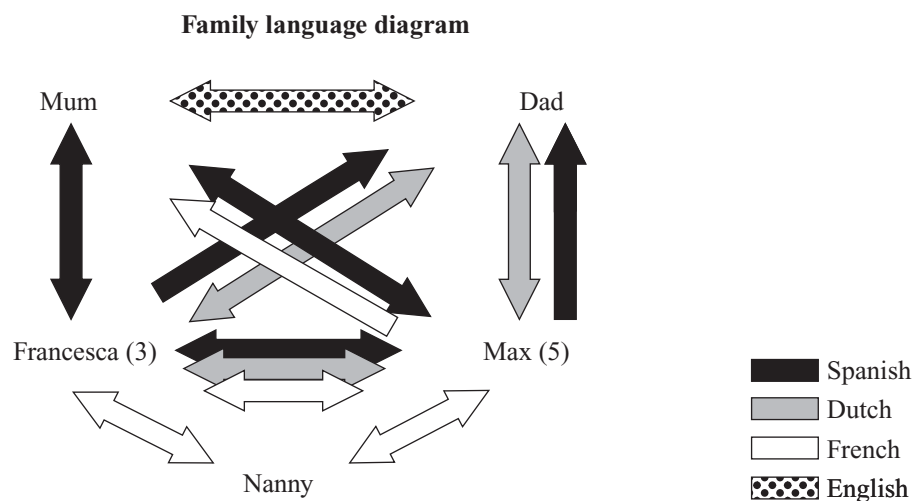 Family language diagram
Mum
Dad
Francesca (3)
Max (5)
Nanny
Spanish
Dutch
French
English